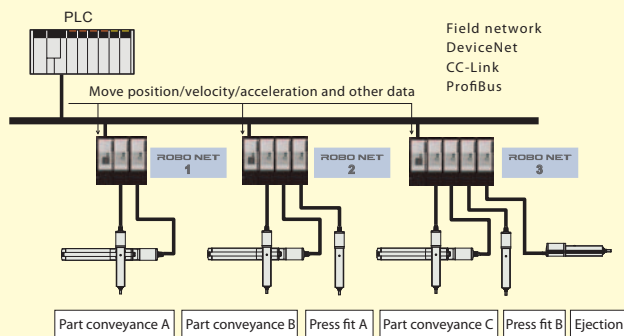 PLC
Field network
DeviceNet
CC-Link
ProfiBus
Move position/velocity/acceleration and other data
ROBO NET
1
ROBO NET
2
ROBO NET
3
Part conveyance A
Part conveyance B
Press fit A
Part conveyance C
Press fit B
Ejection